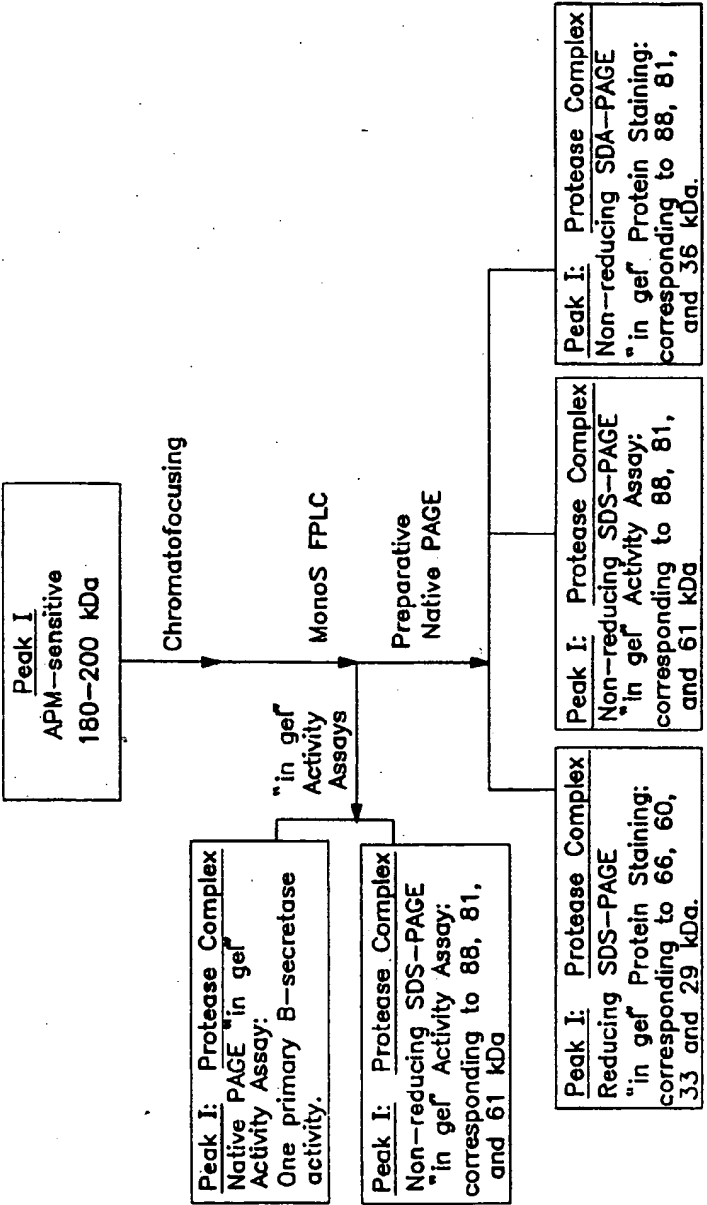 Peak I
APM-sensitive
180-200 kDa
Chromatofocusing
MonoS FPLC
"in gel"
Activity
Assays
Preparative
Native PAGE
Peak I: Protease Complex
Native PAGE "in gel"
Activity Assay:
One primary B-secretase
activity.
Peak I: Protease Complex
Non-reducing SDS-PAGE
"in gel" Activity Assay:
corresponding to 88, 81,
and 61 kDa
Peak I: Protease Complex
Reducing SDS-PAGE
"in gel" Protein Staining:
corresponding to 66, 60,
33 and 29 kDa.
Peak I: Protease Complex
Non-reducing SDS-PAGE
"in gel" Activity Assay:
corresponding to 88, 81,
and 61 kDa
Peak I: Protease Complex
Non-reducing SDA-PAGE
"in gel" Protein Staining:
corresponding to 88, 81,
and 36 kDa.